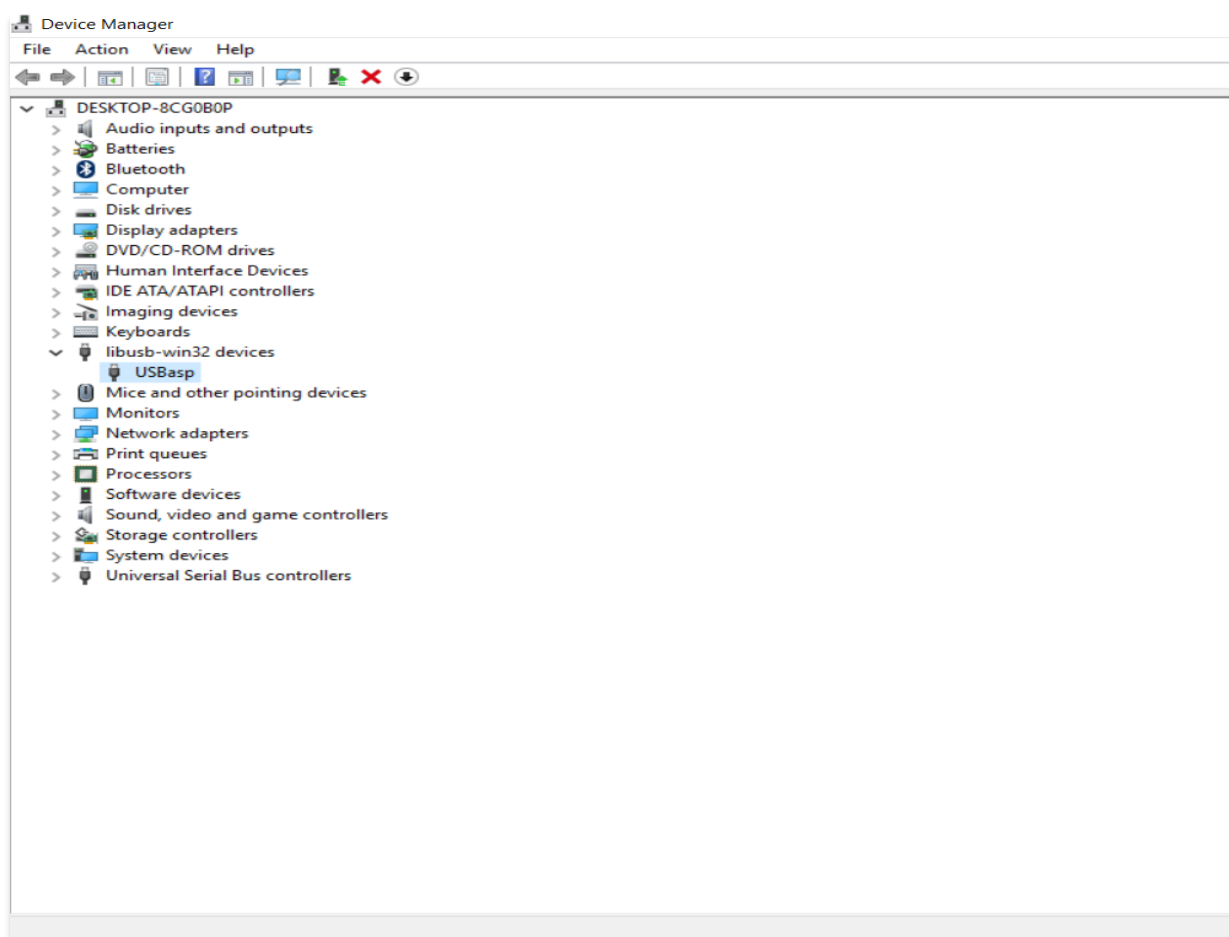 Device Manager
File Action View Help
DESKTOP-8CG0B0P
Audio inputs and outputs
Batteries
Bluetooth
Computer
Disk drives
Display adapters
DVD/CD-ROM drives
Human Interface Devices
IDE ATA/ATAPI controllers
Imaging devices
Keyboards
libusb-win32 devices
USBasp
Mice and other pointing devices
Monitors
Network adapters
Print queues
Processors
Software devices
Sound, video and game controllers
Storage controllers
System devices
Universal Serial Bus controllers